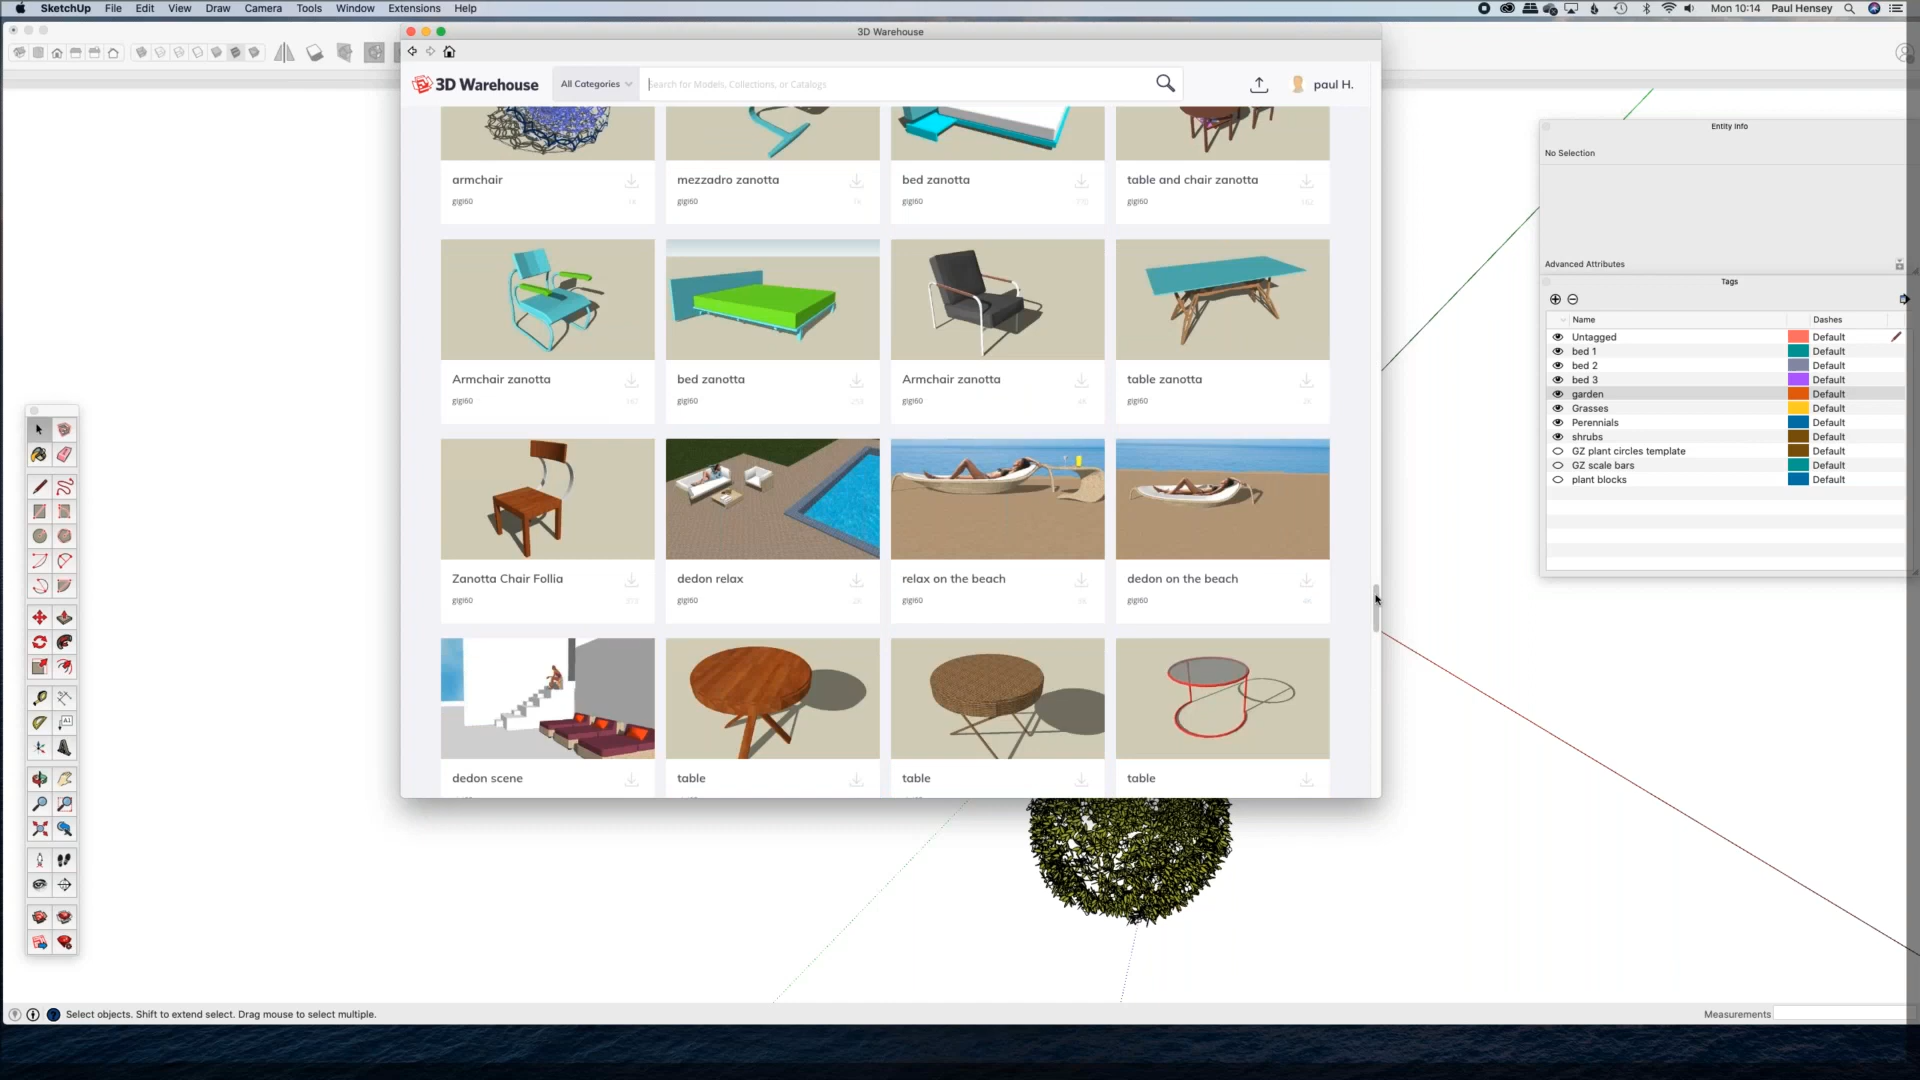 SketchUp File Edit View Draw Camera Tools Window Extensions Help
Mon 10:14 Paul Hensey
3D Warehouse
3D Warehouse All Categories Search for Models, Collections, or Catalogs paul H.
armchair mezzadro zanotta bed zanotta table and chair zanotta
gigi60 gigi60 gigi60 gigi60
Armchair zanotta bed zanotta Armchair zanotta table zanotta
gigi60 gigi60 gigi60 gigi60
Zanotta Chair Follia dedon relax relax on the beach dedon on the beach
gigi60 gigi60 gigi60 gigi60
dedon scene table table table
Entity Info
No Selection
Advanced Attributes
Tags
Name Dashes
Untagged Default
bed 1 Default
bed 2 Default
bed 3 Default
garden Default
Grasses Default
Perennials Default
shrubs Default
GZ plant circles template Default
GZ scale bars Default
plant blocks Default
Select objects. Shift to extend select. Drag mouse to select multiple.
Measurements